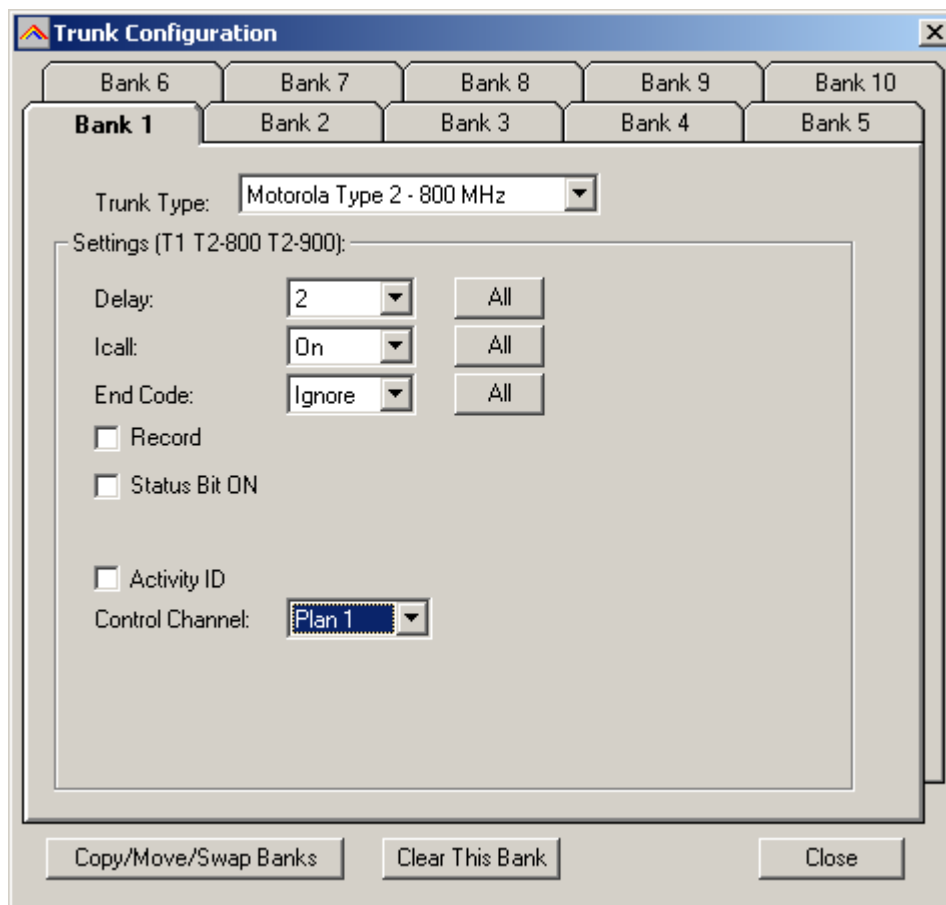 Trunk Configuration
Bank 6 Bank 7 Bank 8 Bank 9 Bank 10
Bank 1 Bank 2 Bank 3 Bank 4 Bank 5
Trunk Type: Motorola Type 2 - 800 MHz
Settings (T1 T2-800 T2-900):
Delay: 2 All
Icall: On All
End Code: Ignore All
Record
Status Bit ON
Activity ID
Control Channel: Plan 1
Copy/Move/Swap Banks Clear This Bank Close